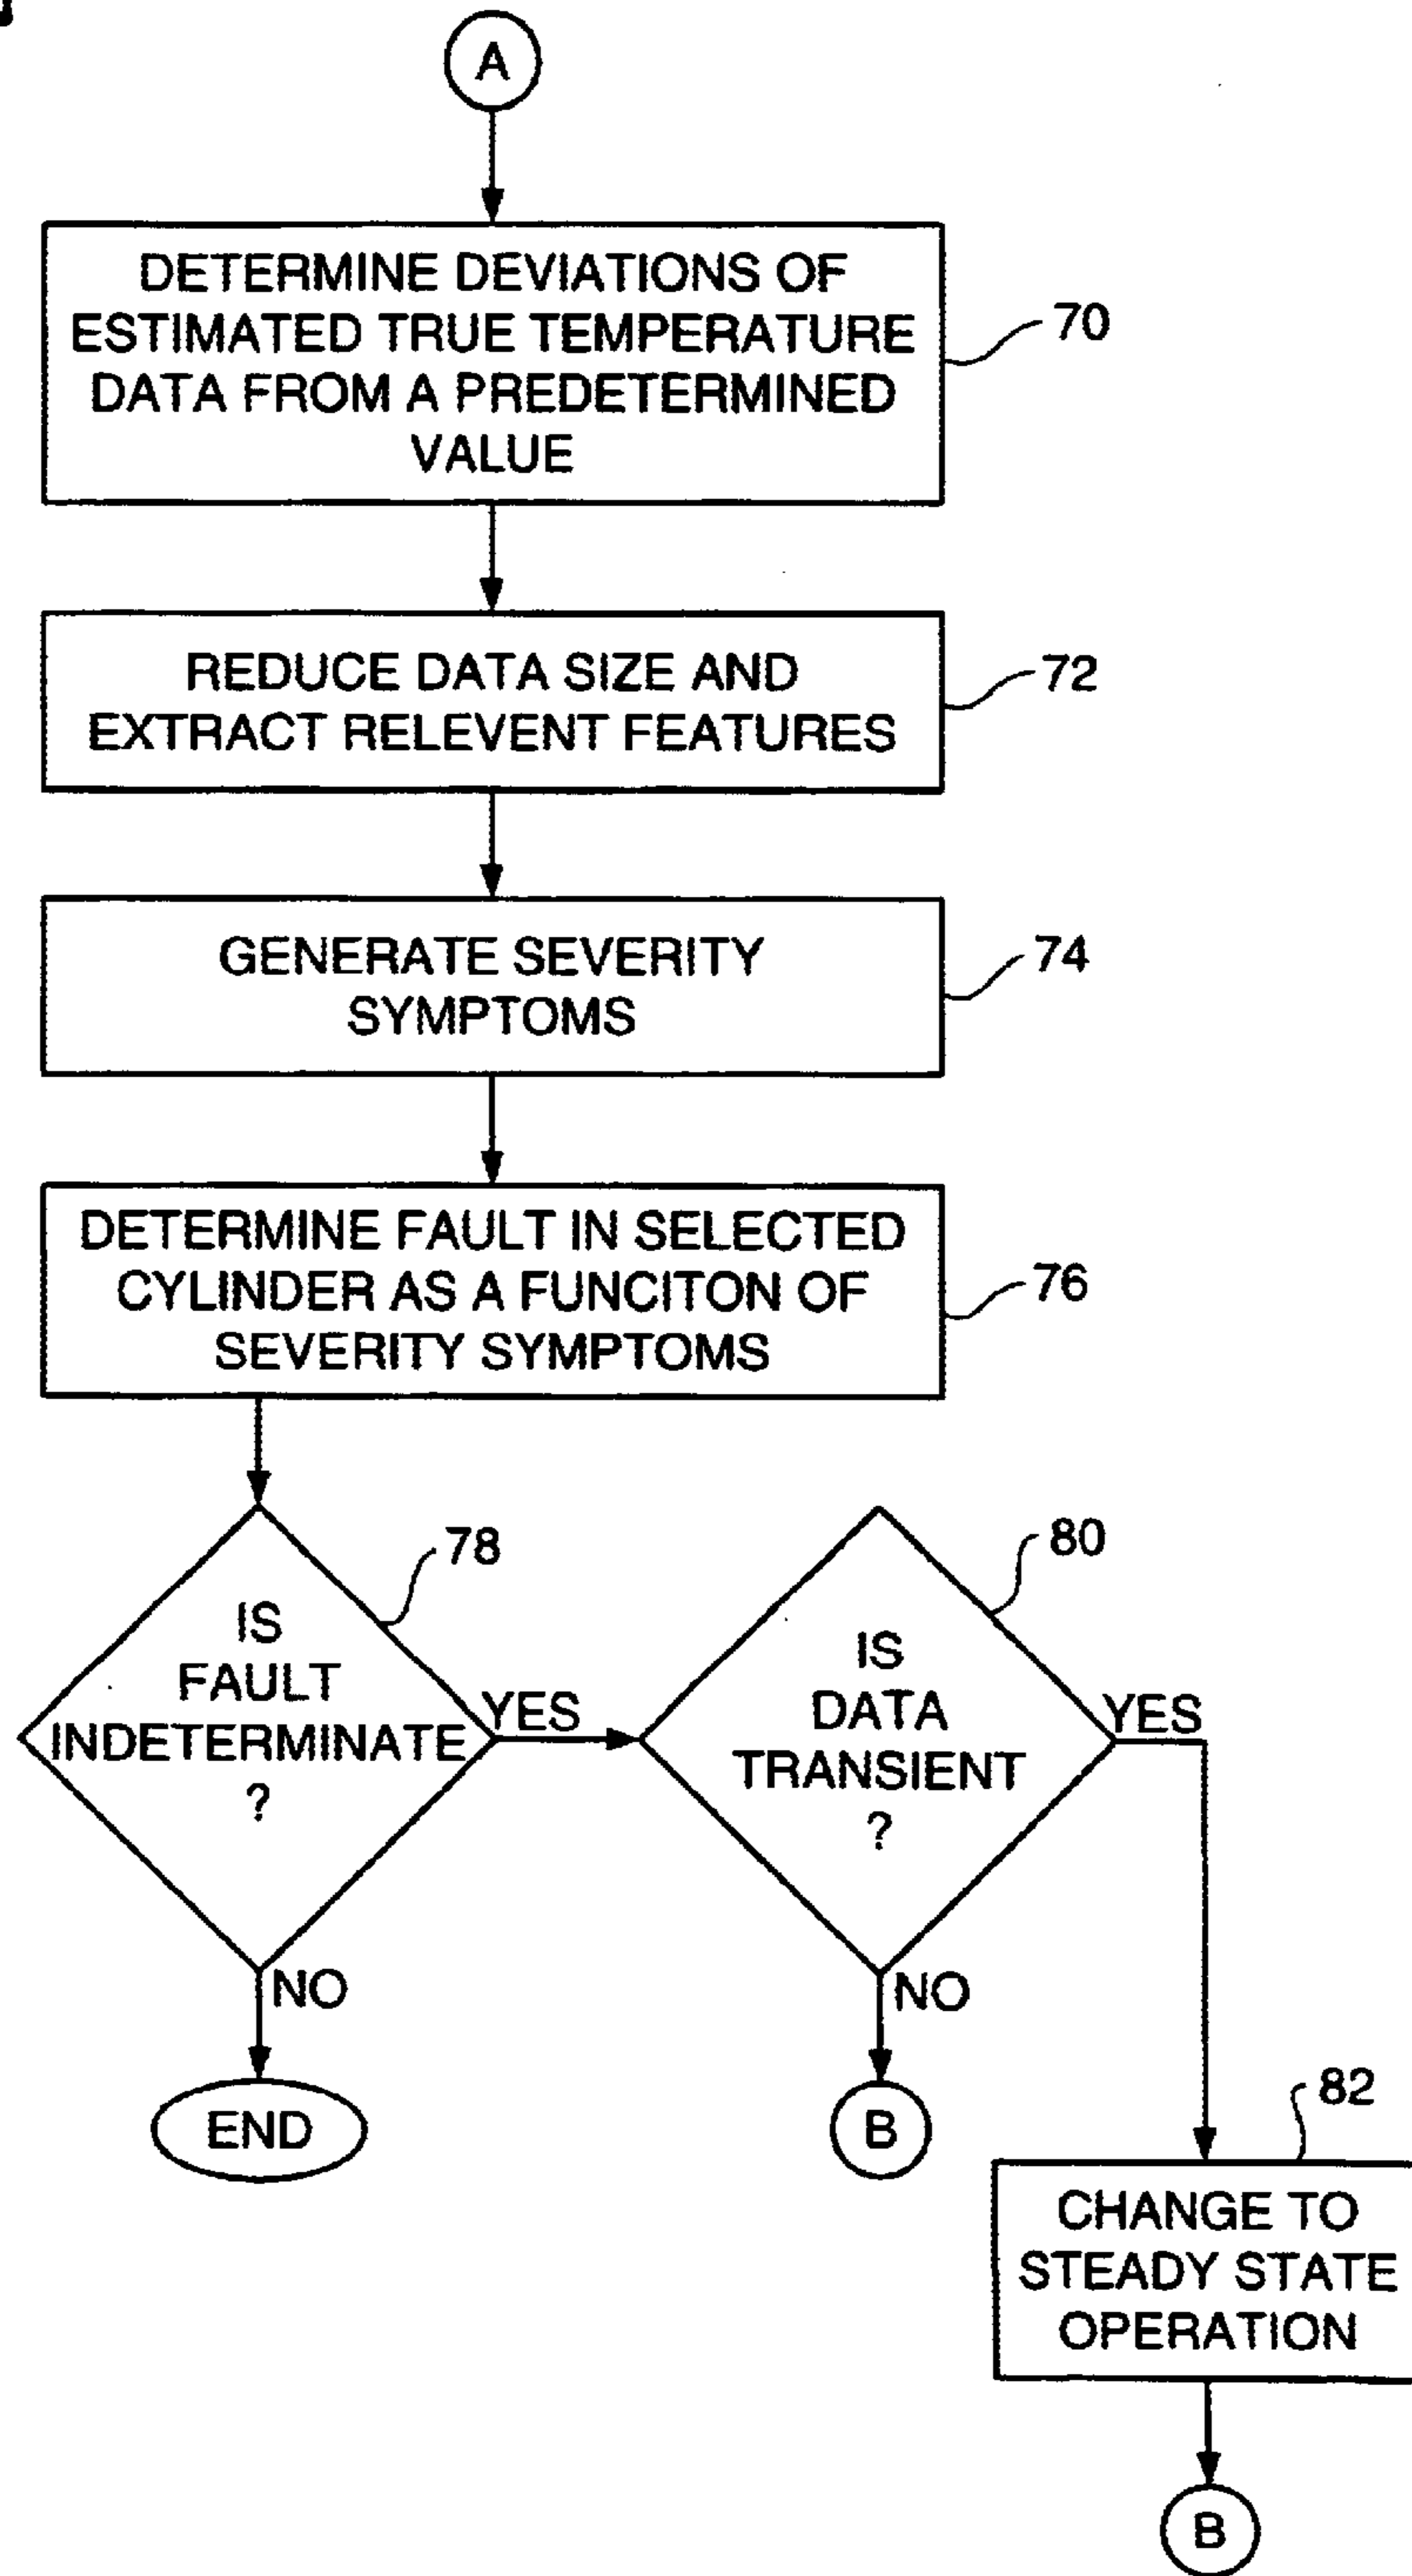 A
DETERMINE DEVIATIONS OF
ESTIMATED TRUE TEMPERATURE
DATA FROM A PREDETERMINED
VALUE
70
REDUCE DATA SIZE AND
EXTRACT RELEVENT FEATURES
72
GENERATE SEVERITY
SYMPTOMS
74
DETERMINE FAULT IN SELECTED
CYLINDER AS A FUNCITON OF
SEVERITY SYMPTOMS
76
IS
FAULT
INDETERMINATE
?
78
YES
NO
END
IS
DATA
TRANSIENT
?
80
YES
NO
B
82
CHANGE TO
STEADY STATE
OPERATION
B